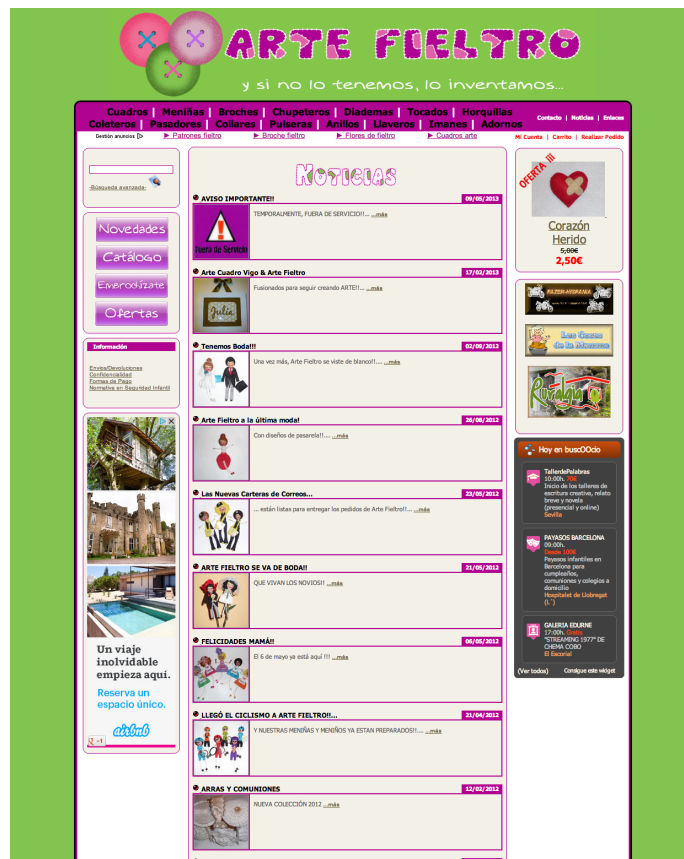 ARTE FIELTRO
y si no lo tenemos, lo inventamos...
Cuadros | Meniñas | Broches | Chupeteros | Diademas | Tocados | Horquillas
Coleteros | Pasadores | Collares | Pulseras | Anillos | Llaveros | Imanes | Adornos
Contacto | Noticias | Enlaces
Gestión anuncios
► Patrones fieltro
► Broche fieltro
► Flores de fieltro
► Cuadros arte
Mi Cuenta | Carrito | Realizar Pedido
-Búsqueda avanzada-
Novedades
Catálogo
Embrochízate
Ofertas
Información
Envios/Devoluciones
Confidencialidad
Formas de Pago
Normativa en Seguridad Infantil
Un viaje
inolvidable
empieza aquí.
Reserva un
espacio único.
airbnb
+1
Noticias
AVISO IMPORTANTE!! 09/05/2013
Fuera de Servicio
TEMPORALMENTE, FUERA DE SERVICIO!!... ...más
Arte Cuadro Vigo & Arte Fieltro 17/02/2013
Julia
Fusionados para seguir creando ARTE!!... ...más
Tenemos Boda!!! 02/09/2012
Una vez más, Arte Fieltro se viste de blanco!!.... ...más
Arte Fieltro a la última moda! 26/08/2012
Con diseños de pasarela!!.... ...más
Las Nuevas Carteras de Correos... 23/05/2012
... están listas para entregar los pedidos de Arte Fieltro!!... ...más
ARTE FIELTRO SE VA DE BODA!! 21/05/2012
QUE VIVAN LOS NOVIOS!! ...más
FELICIDADES MAMÁ!! 06/05/2012
El 6 de mayo ya está aquí !!! ...más
LLEGÓ EL CICLISMO A ARTE FIELTRO!!... 21/04/2012
Y NUESTRAS MENIÑAS Y MENIÑOS YA ESTAN PREPARADOS!!.... ...más
ARRAS Y COMUNIONES 12/02/2012
NUEVA COLECCIÓN 2012 ...más
OFERTA !!!
Corazón
Herido
5,00€
2,50€
Ruralgia
Hoy en buscOOcio
TallerdePalabras
10:00h. 70€
Inicio de los talleres de
escritura creativa, relato
breve y novela
(presencial y online)
Sevilla
PAYASOS BARCELONA
09:00h.
Desde 100€
Payesos infantiles en
Barcelona para
cumpleaños,
comuniones y colegios a
domicilio
Hospitalet de Llobregat
(L´)
GALERIA EDURNE
17:00h. Gratis
"STREAMING 1977" DE
CHEMA COBO
El Escorial
(Ver todos)
Consigue este widget